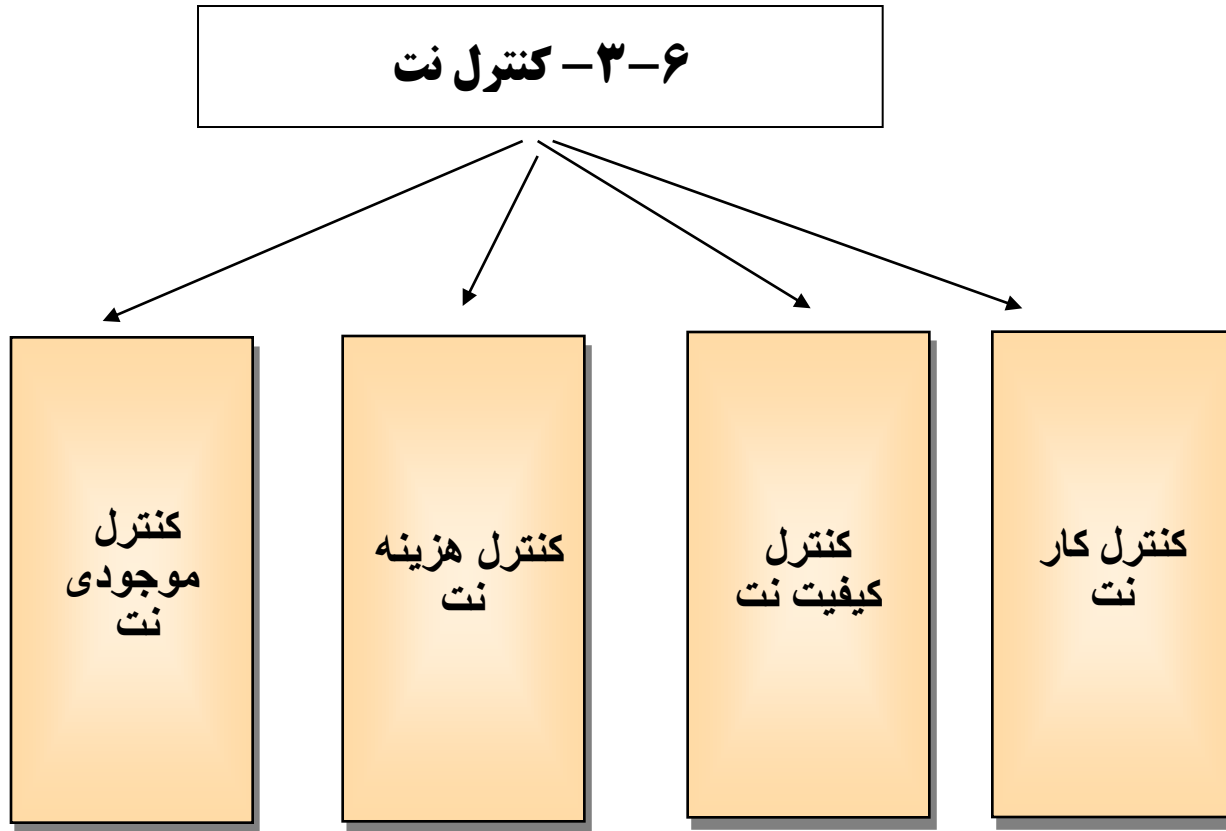 ۶-۳- کنترل نت
کنترل کار
نت
کنترل
کیفیت نت
کنترل هزینه
نت
کنترل
موجودی
نت